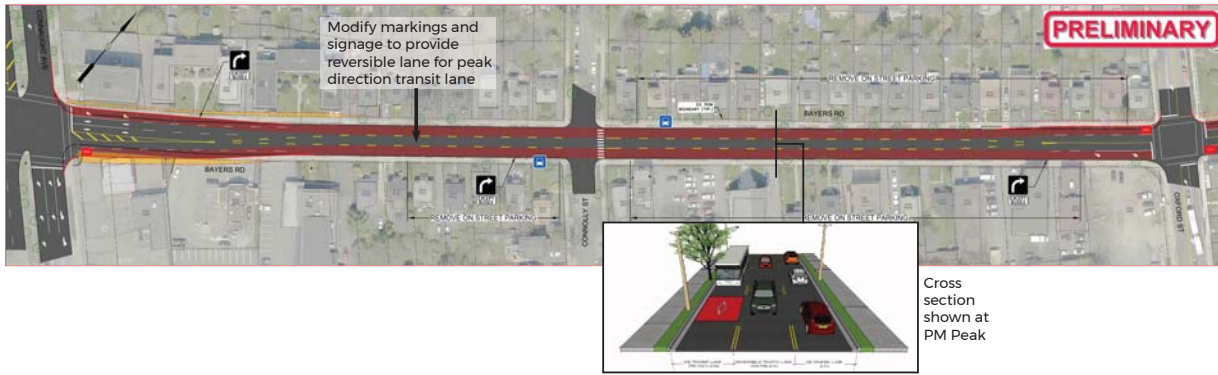 PRELIMINARY
Modify markings and
signage to provide
reversible lane for peak
direction transit lane
REMOVE ON STREET PARKING
BAYERS RD
BAYERS RD
REMOVE ON STREET PARKING
CONNOLLY ST
REMOVE ON STREET PARKING
OXFORD ST
Cross
section
shown at
PM Peak